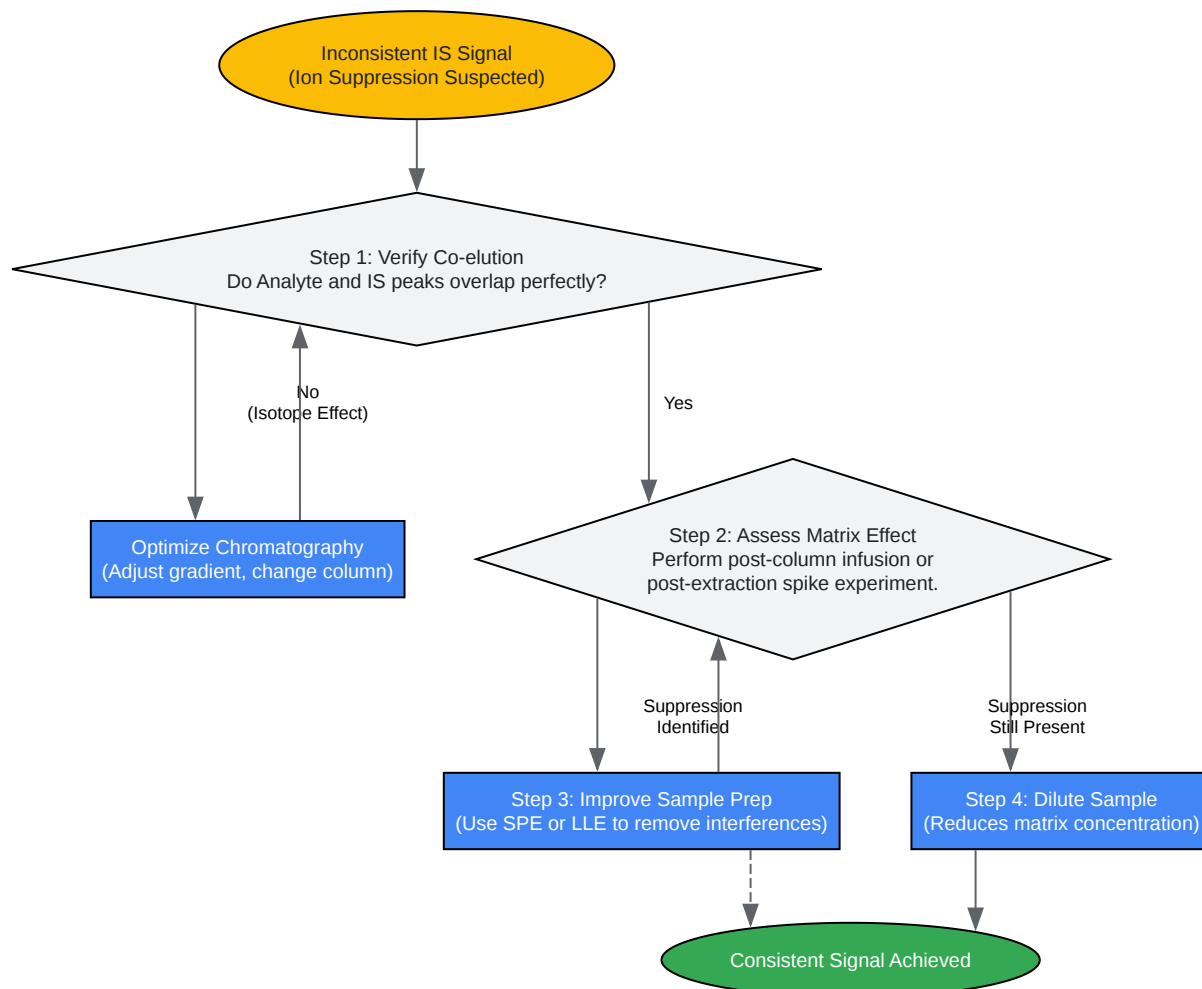 Inconsistent IS Signal
(Ion Suppression Suspected)
Step 1: Verify Co-elution
Do Analyte and IS peaks overlap perfectly?
No
(Isotope Effect)
Yes
Optimize Chromatography
(Adjust gradient, change column)
Step 2: Assess Matrix Effect
Perform post-column infusion or
post-extraction spike experiment.
Suppression
Identified
Suppression
Still Present
Step 3: Improve Sample Prep
(Use SPE or LLE to remove interferences)
Step 4: Dilute Sample
(Reduces matrix concentration)
Consistent Signal Achieved